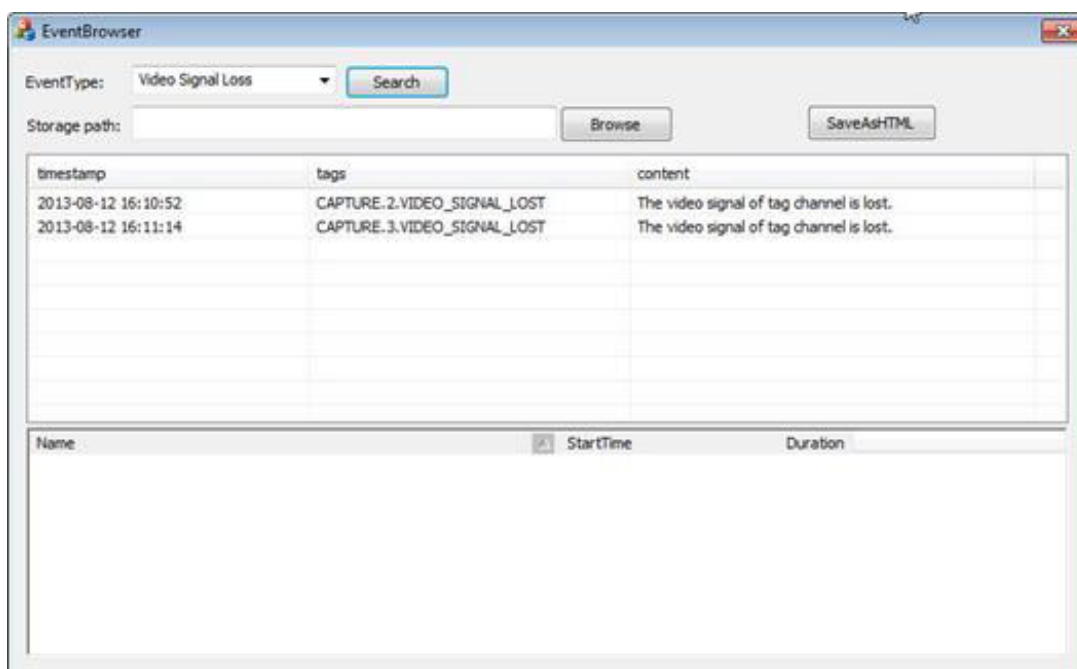 EventBrowser
EventType: Video Signal Loss Search
Storage path: Browse SaveAsHTML
timestamp tags content
2013-08-12 16:10:52 CAPTURE.2.VIDEO_SIGNAL_LOST The video signal of tag channel is lost.
2013-08-12 16:11:14 CAPTURE.3.VIDEO_SIGNAL_LOST The video signal of tag channel is lost.
Name StartTime Duration